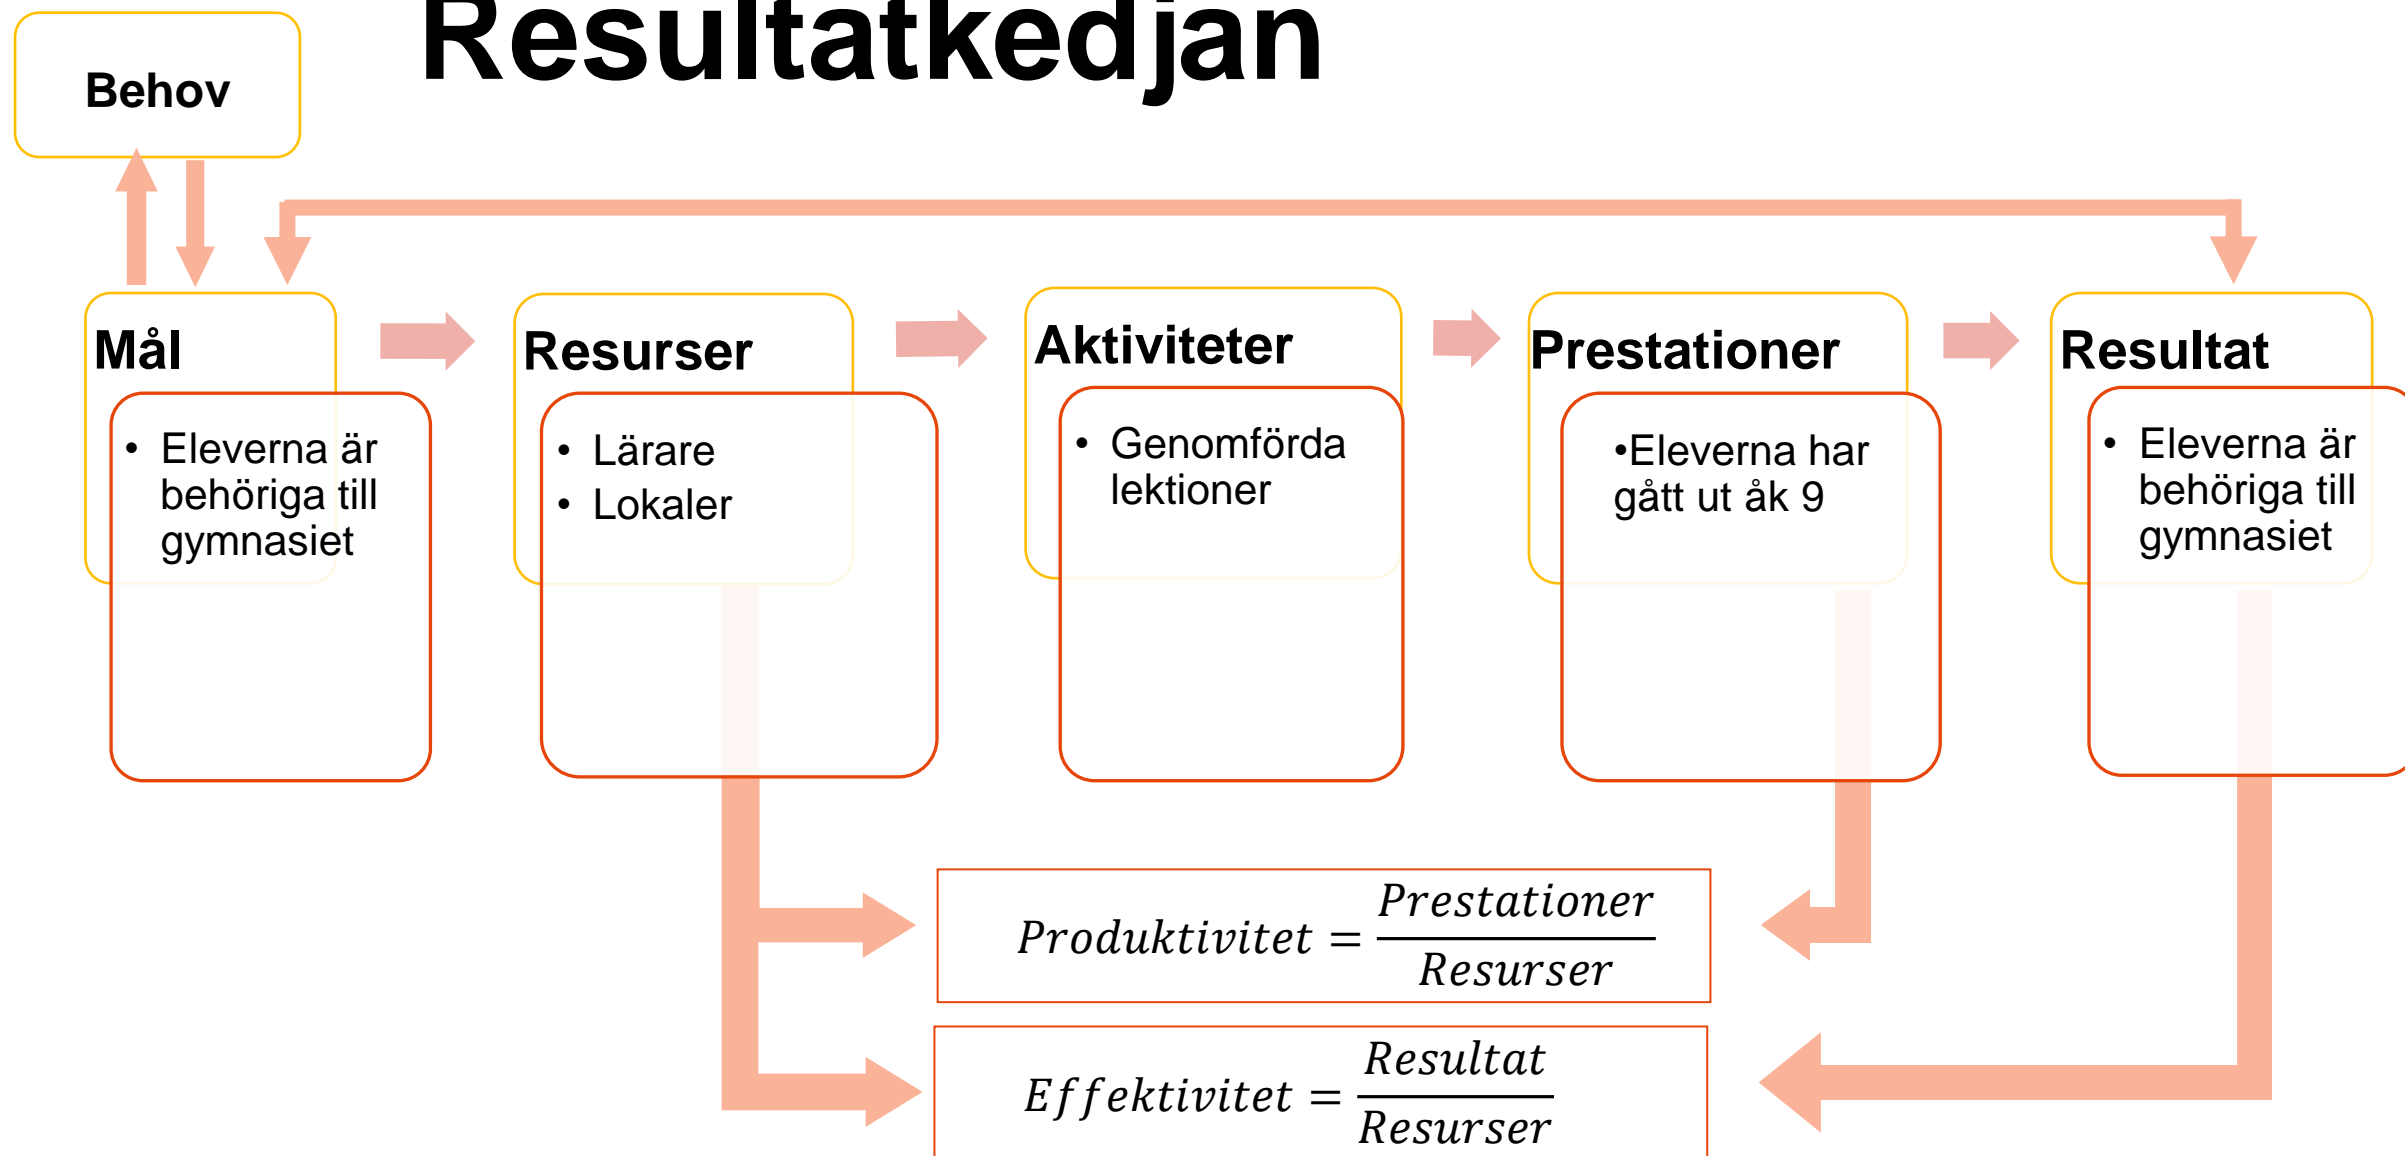 Resultatkedjan
Behov
Mål
• Eleverna är
behöriga till
gymnasiet
Resurser
• Lärare
• Lokaler
Aktiviteter
• Genomförda
lektioner
Prestationer
•Eleverna har
gått ut åk 9
Resultat
• Eleverna är
behöriga till
gymnasiet
Produktivitet = Prestationer / Resurser
Effektivitet = Resultat / Resurser